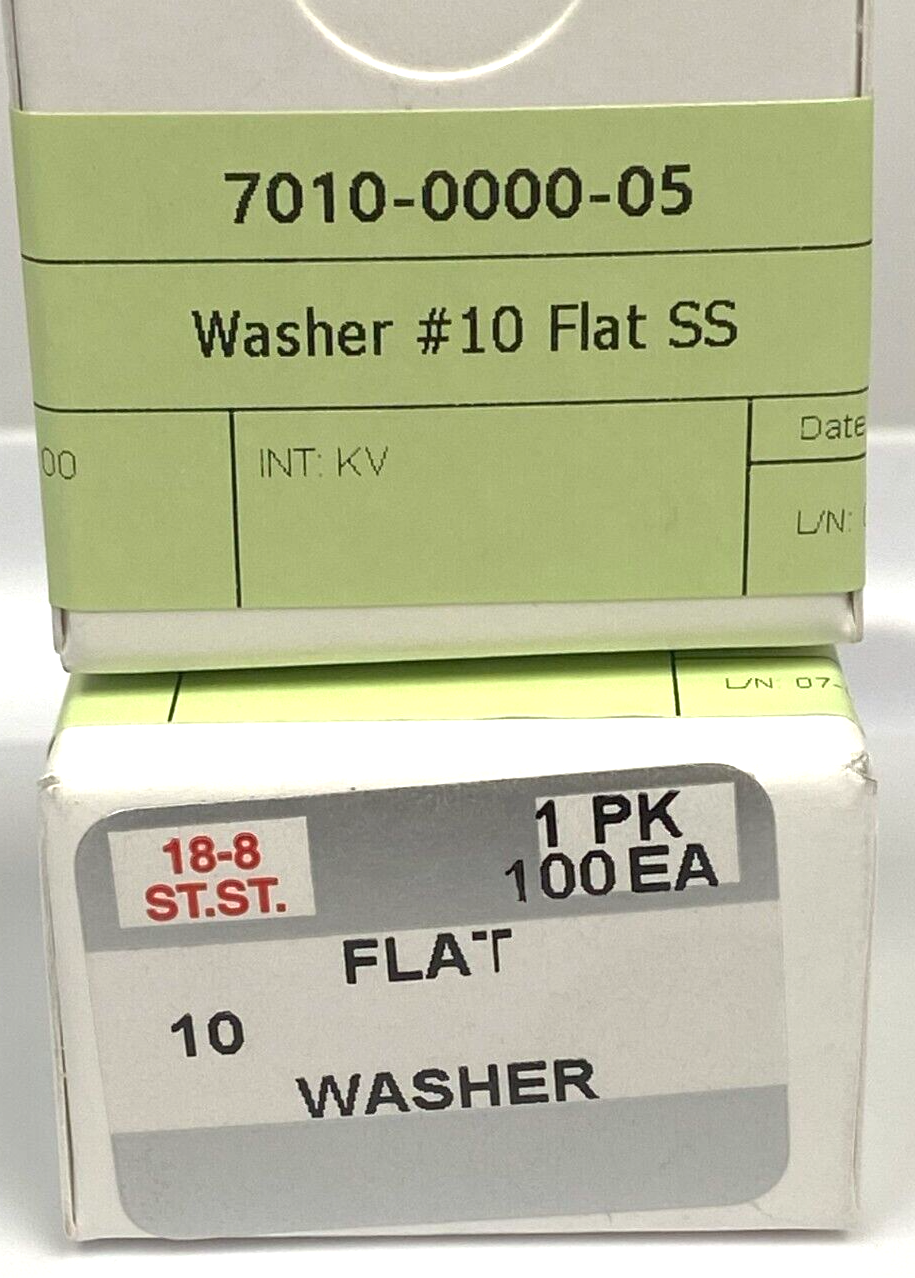 7010-0000-05
Washer #10 Flat SS
00
INT: KV
Date
L/N:
L/N: 07-
18-8
ST.ST.
1 PK
100 EA
FLAT
10
WASHER